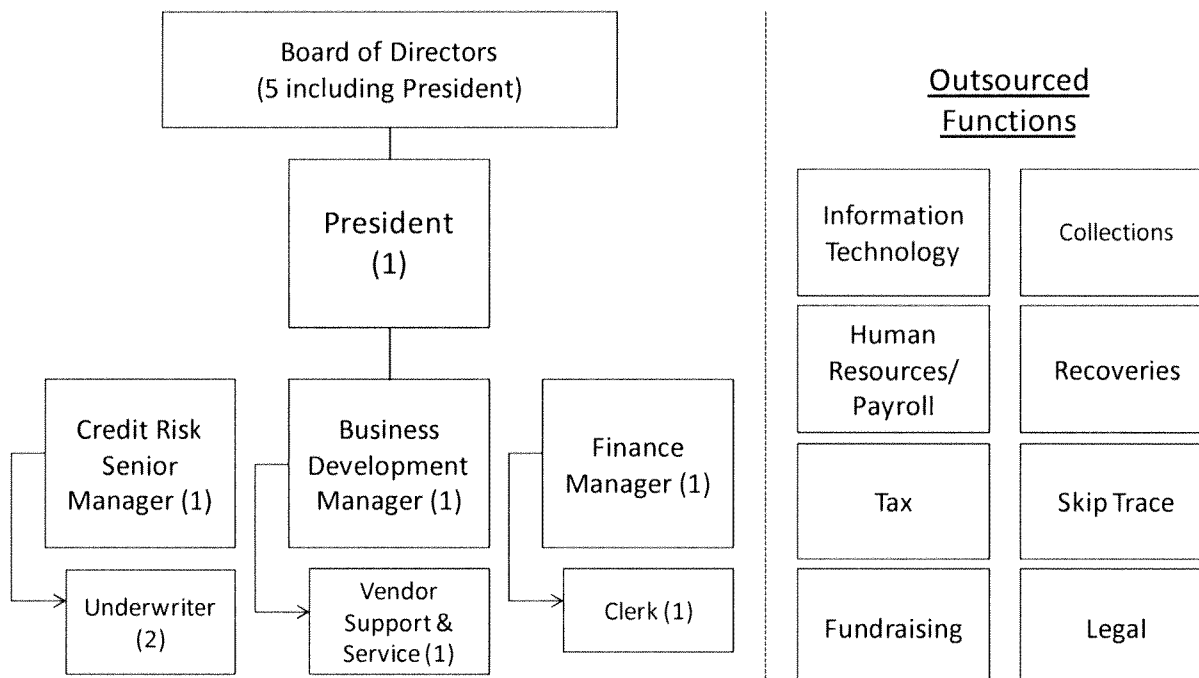 Board of Directors
(5 including President)
President
(1)
Credit Risk
Senior
Manager (1)
Business
Development
Manager (1)
Finance
Manager (1)
Underwriter
(2)
Vendor
Support &
Service (1)
Clerk (1)
Outsourced
Functions
Information
Technology
Collections
Human
Resources/
Payroll
Recoveries
Tax
Skip Trace
Fundraising
Legal